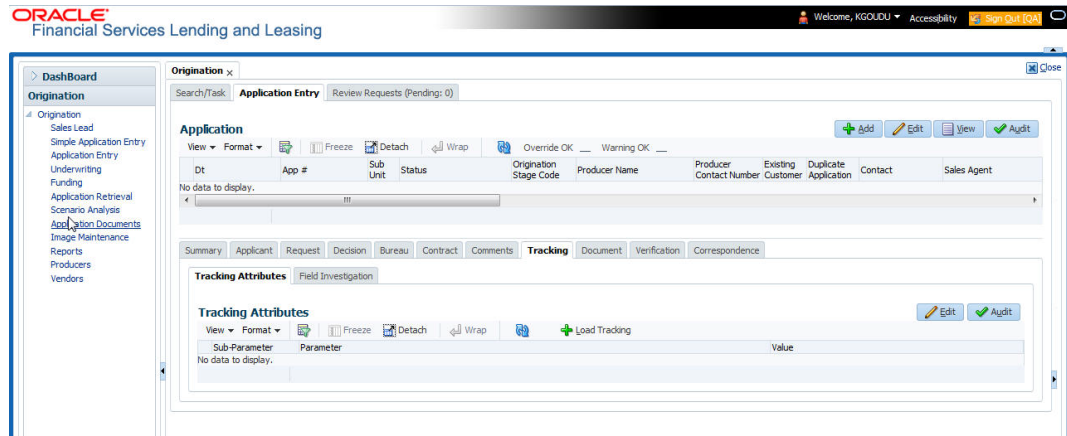 ORACLE
Financial Services Lending and Leasing
Welcome, KGOUDU Accessibility Sign Out [QA]
Close
DashBoard
Origination
Origination
Sales Lead
Simple Application Entry
Application Entry
Underwriting
Funding
Application Retrieval
Scenario Analysis
Application Documents
Image Maintenance
Reports
Producers
Vendors
Origination
Search/Task Application Entry Review Requests (Pending: 0)
Application
Add Edit View Audit
View Format Freeze Detach Wrap Override OK __ Warning OK __
Dt App # Sub Unit Status Origination Stage Code Producer Name Producer Contact Number Existing Customer Duplicate Application Contact Sales Agent
No data to display.
Summary Applicant Request Decision Bureau Contract Comments Tracking Document Verification Correspondence
Tracking Attributes Field Investigation
Tracking Attributes
Edit Audit
View Format Freeze Detach Wrap Load Tracking
Sub-Parameter Parameter Value
No data to display.